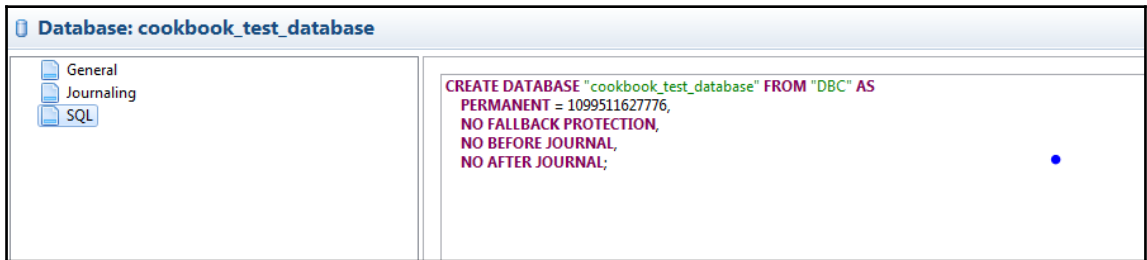 Database: cookbook_test_database
General
Journaling
SQL
CREATE DATABASE "cookbook_test_database" FROM "DBC" AS
PERMANENT = 1099511627776,
NO FALLBACK PROTECTION,
NO BEFORE JOURNAL,
NO AFTER JOURNAL;